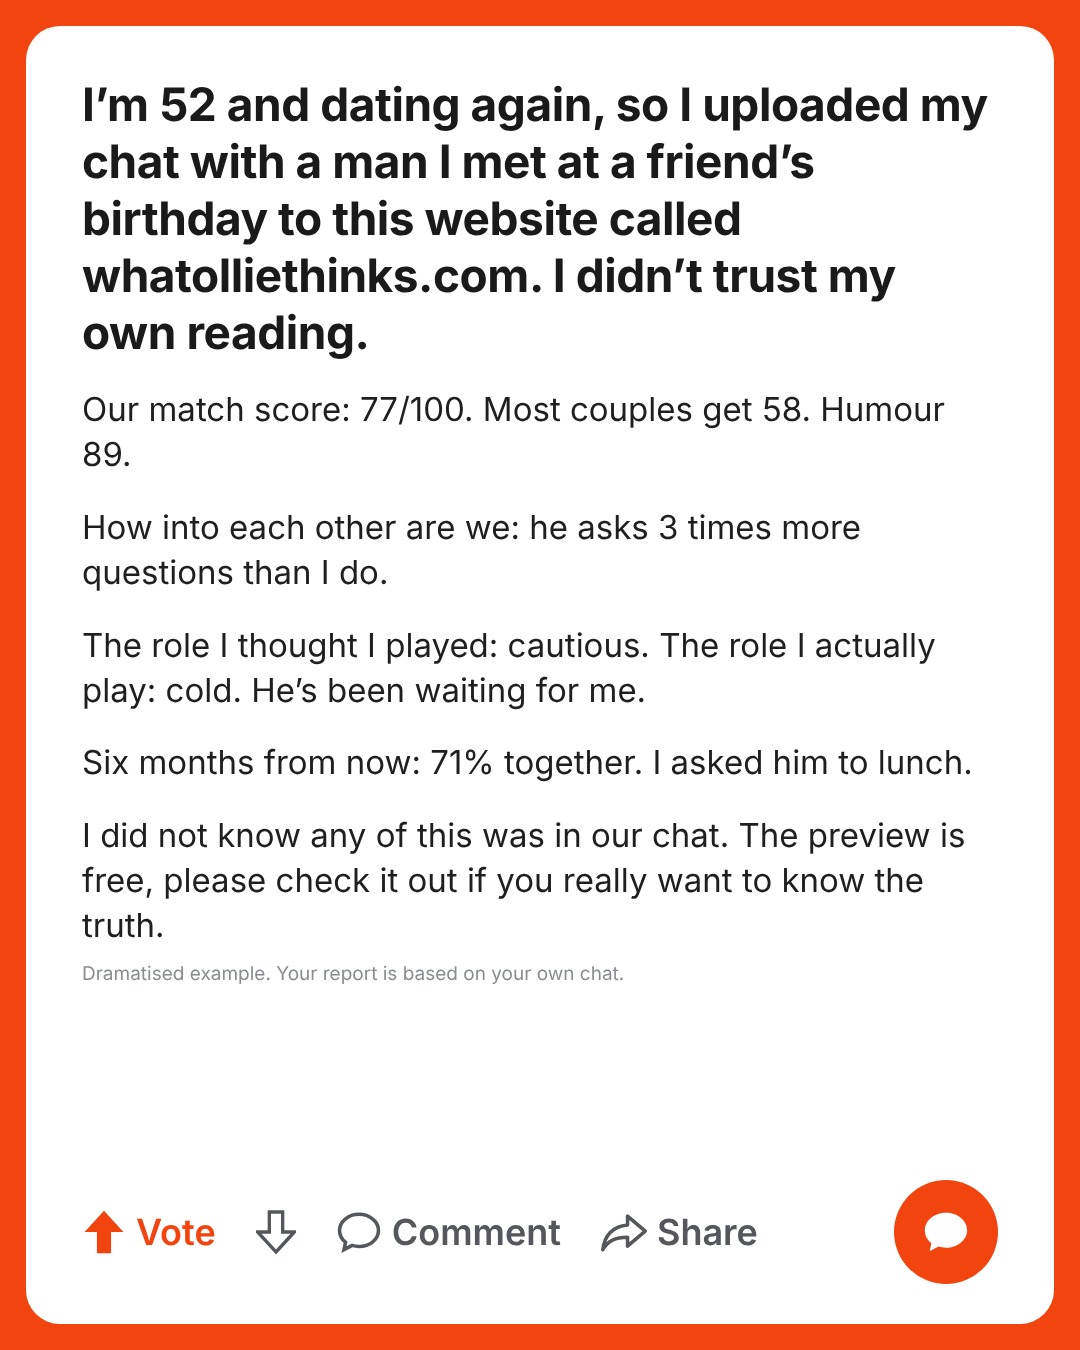 I’m 52 and dating again, so I uploaded my
chat with a man I met at a friend’s
birthday to this website called
whatolliethinks.com. I didn’t trust my
own reading.
Our match score: 77/100. Most couples get 58. Humour
89.
How into each other are we: he asks 3 times more
questions than I do.
The role I thought I played: cautious. The role I actually
play: cold. He’s been waiting for me.
Six months from now: 71% together. I asked him to lunch.
I did not know any of this was in our chat. The preview is
free, please check it out if you really want to know the
truth.
Dramatised example. Your report is based on your own chat.
Vote Comment Share